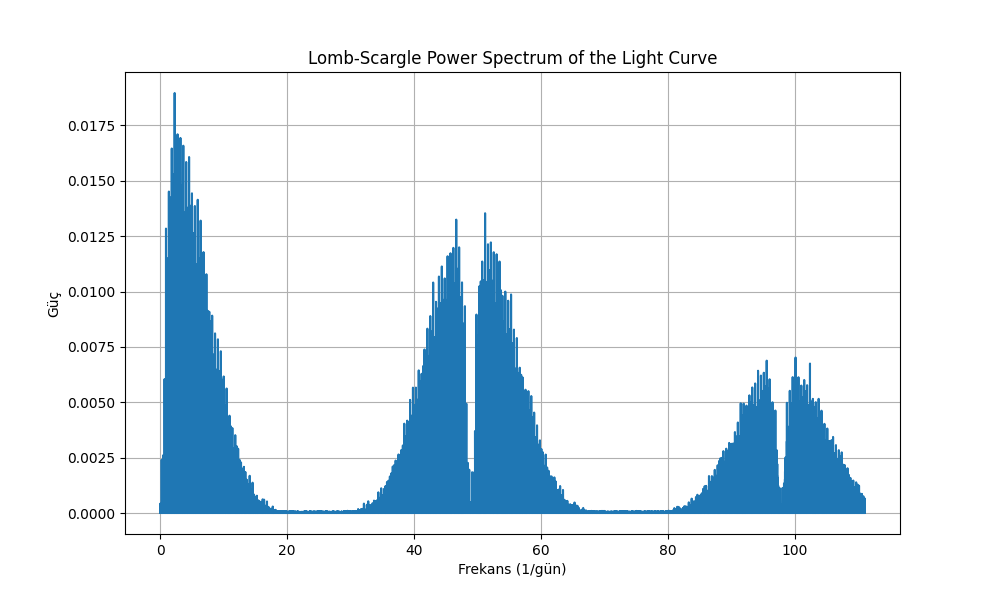 Lomb-Scargle Power Spectrum of the Light Curve
0.0175
0.0150
0.0125
0.0100
0.0075
0.0050
0.0025
0.0000
Güç
0 20 40 60 80 100
Frekans (1/gün)